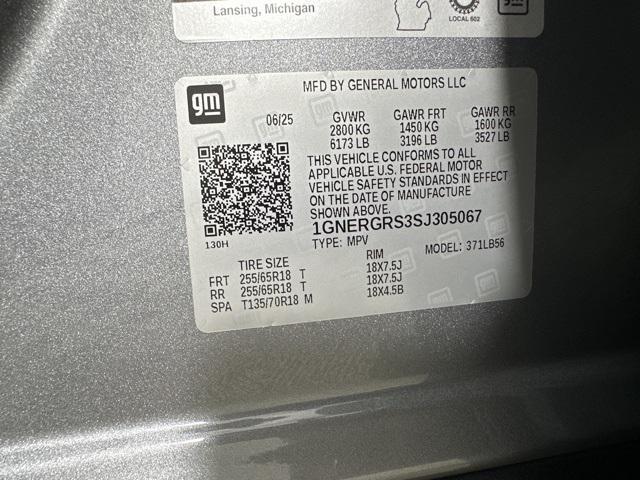 Lansing, Michigan
LOCAL 602
gm
MFD BY GENERAL MOTORS LLC
06/25 GVWR GAWR FRT GAWR RR
2800 KG 1450 KG 1600 KG
6173 LB 3196 LB 3527 LB
THIS VEHICLE CONFORMS TO ALL
APPLICABLE U.S. FEDERAL MOTOR
VEHICLE SAFETY STANDARDS IN EFFECT
ON THE DATE OF MANUFACTURE
SHOWN ABOVE.
1GNERGRS3SJ305067
130H
TYPE: MPV MODEL: 371LB56
TIRE SIZE RIM
FRT 255/65R18 T 18X7.5J
RR 255/65R18 T 18X7.5J
SPA T135/70R18 M 18X4.5B